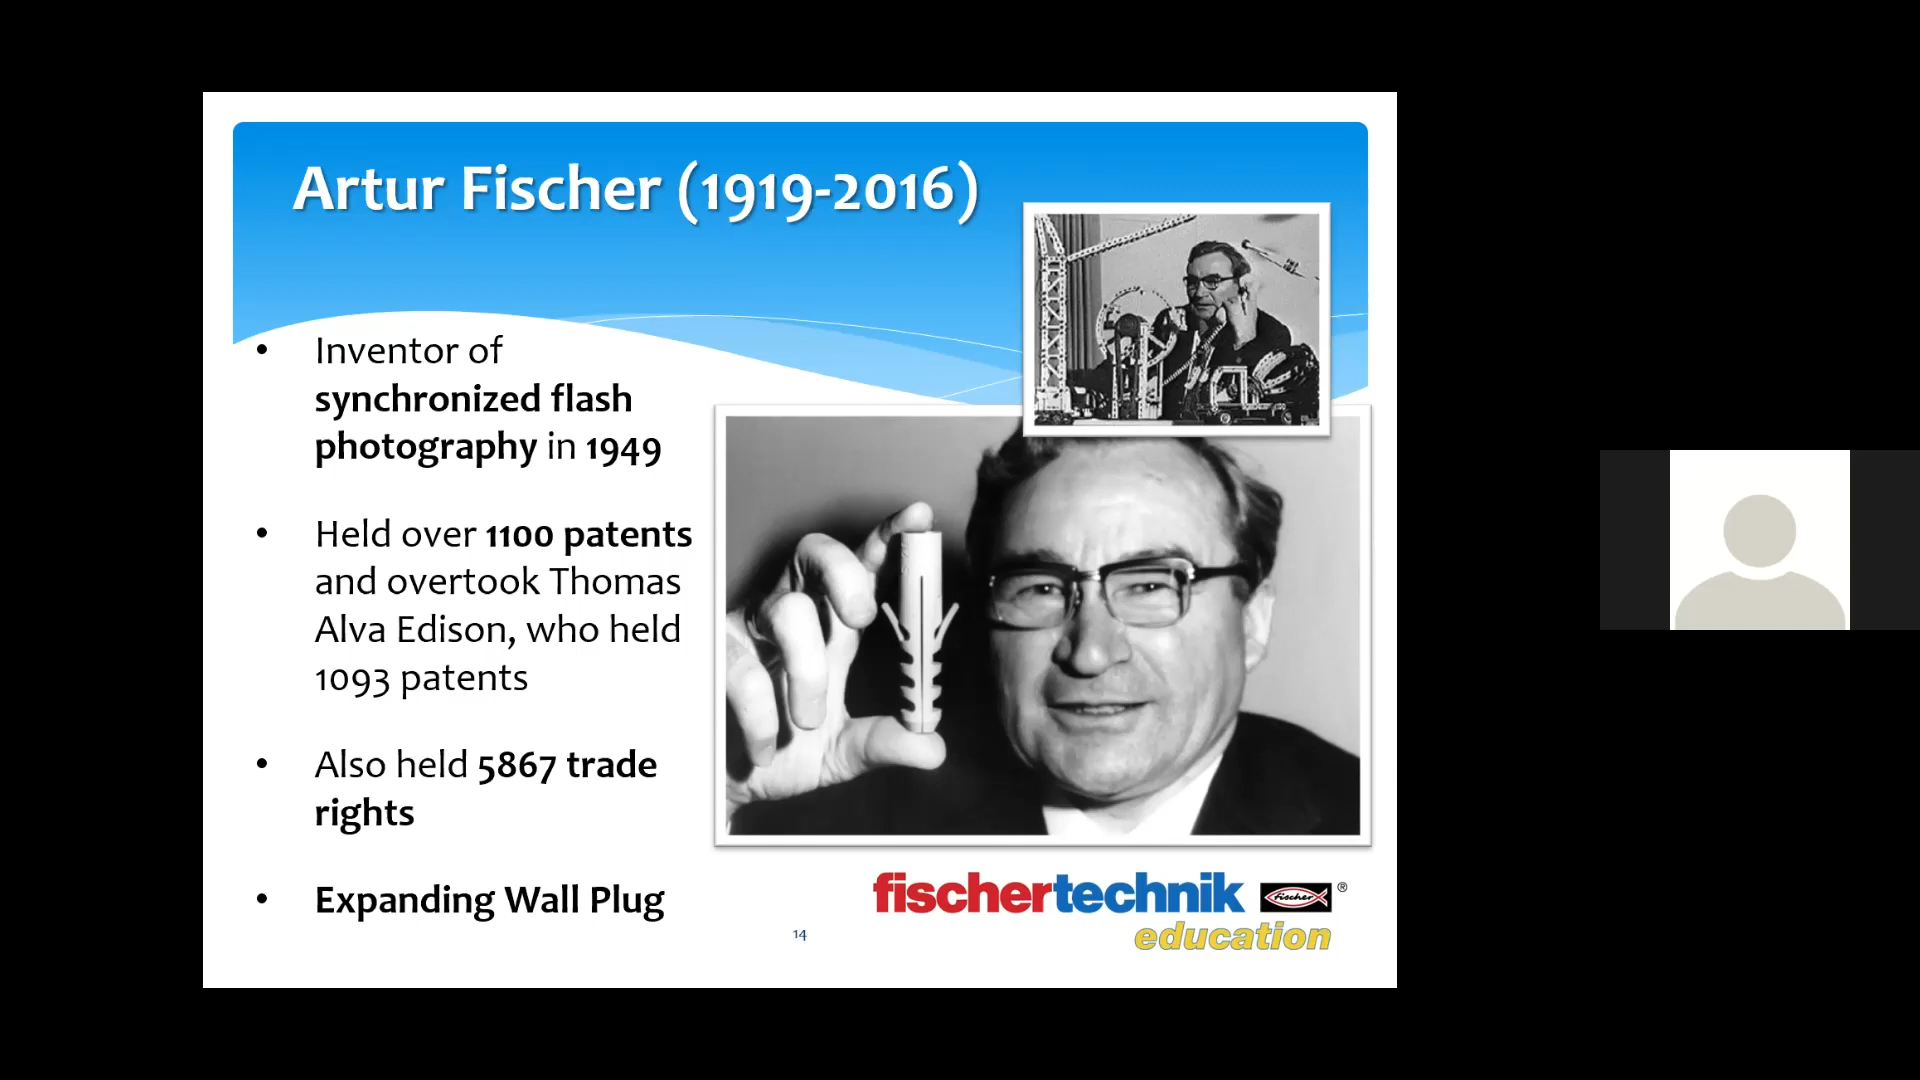 Artur Fischer (1919-2016)
• Inventor of
synchronized flash
photography in 1949
• Held over 1100 patents
and overtook Thomas
Alva Edison, who held
1093 patents
• Also held 5867 trade
rights
• Expanding Wall Plug
fischertechnik fischer ®
education
14